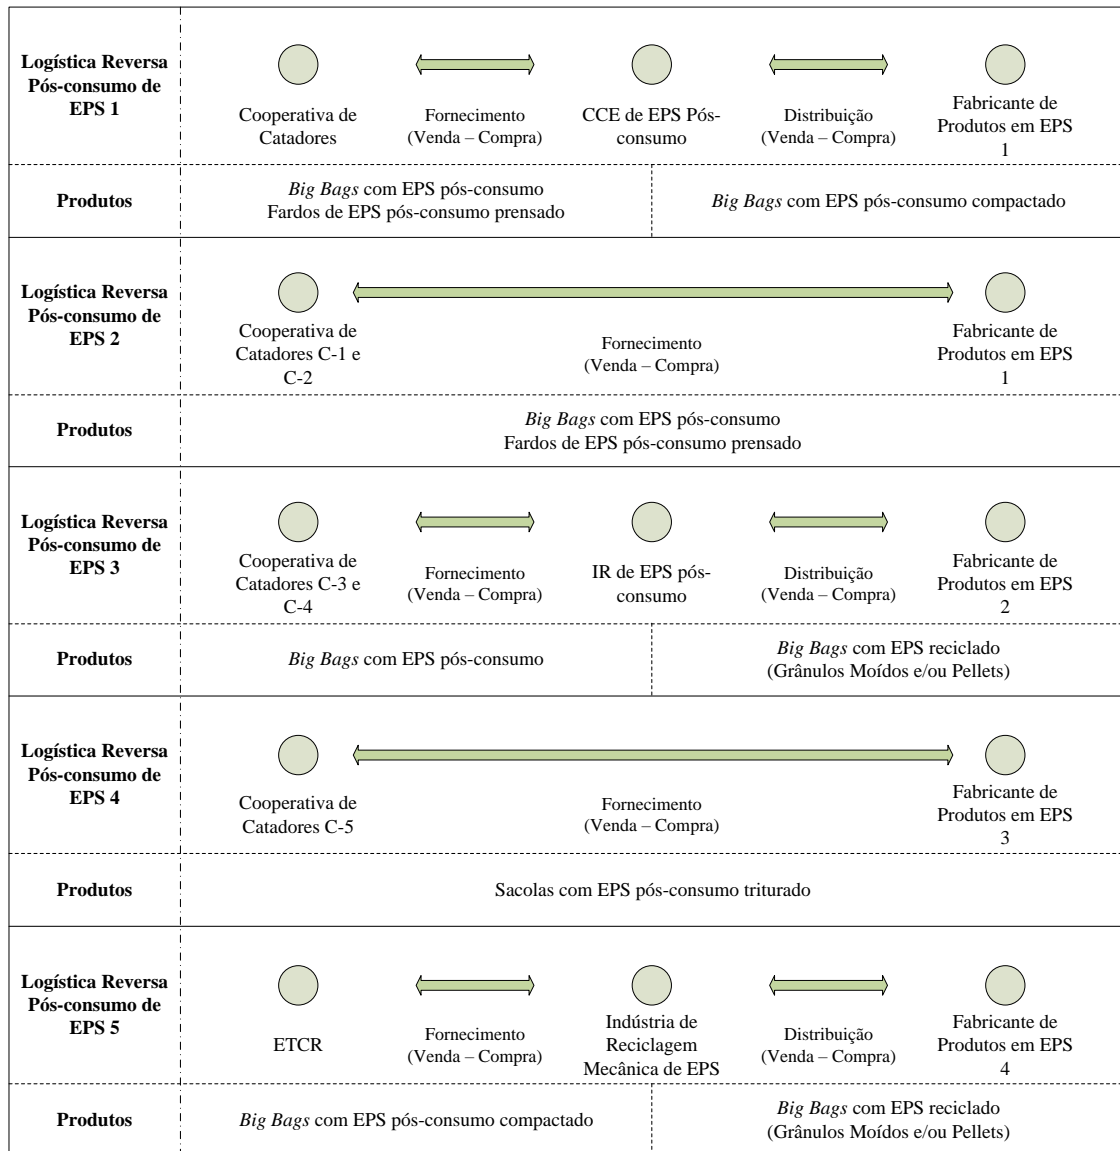 Logística Reversa
Pós-consumo de
EPS 1
Cooperativa de
Catadores
Fornecimento
(Venda – Compra)
CCE de EPS Pós-
consumo
Distribuição
(Venda – Compra)
Fabricante de
Produtos em EPS
1
Produtos
Big Bags com EPS pós-consumo
Fardos de EPS pós-consumo prensado
Big Bags com EPS pós-consumo compactado
Logística Reversa
Pós-consumo de
EPS 2
Cooperativa de
Catadores C-1 e
C-2
Fornecimento
(Venda – Compra)
Fabricante de
Produtos em EPS
1
Produtos
Big Bags com EPS pós-consumo
Fardos de EPS pós-consumo prensado
Logística Reversa
Pós-consumo de
EPS 3
Cooperativa de
Catadores C-3 e
C-4
Fornecimento
(Venda – Compra)
IR de EPS pós-
consumo
Distribuição
(Venda – Compra)
Fabricante de
Produtos em EPS
2
Produtos
Big Bags com EPS pós-consumo
Big Bags com EPS reciclado
(Grânulos Moídos e/ou Pellets)
Logística Reversa
Pós-consumo de
EPS 4
Cooperativa de
Catadores C-5
Fornecimento
(Venda – Compra)
Fabricante de
Produtos em EPS
3
Produtos
Sacolas com EPS pós-consumo triturado
Logística Reversa
Pós-consumo de
EPS 5
ETCR
Fornecimento
(Venda – Compra)
Indústria de
Reciclagem
Mecânica de EPS
Distribuição
(Venda – Compra)
Fabricante de
Produtos em EPS
4
Produtos
Big Bags com EPS pós-consumo compactado
Big Bags com EPS reciclado
(Grânulos Moídos e/ou Pellets)